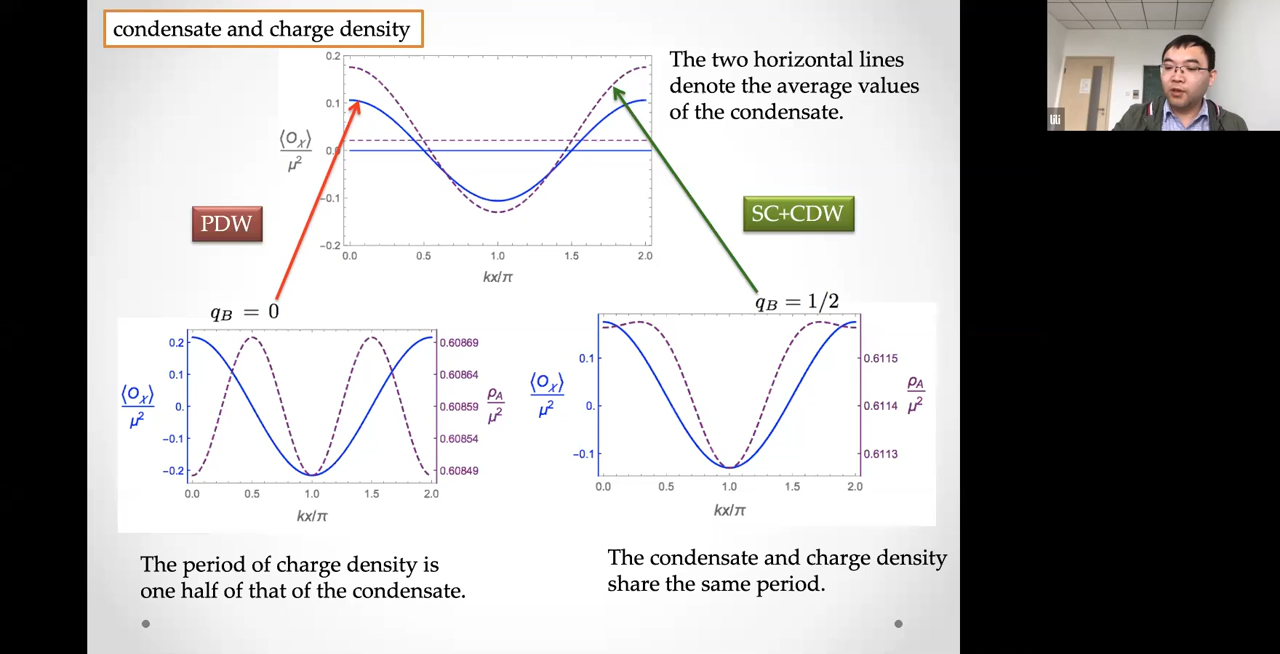 condensate and charge density
The two horizontal lines
denote the average values
of the condensate.
lili
0.2
0.1
0.0
-0.1
-0.2
⟨Oχ⟩/μ²
0.0 0.5 1.0 1.5 2.0
kx/π
PDW
SC+CDW
q_B = 0
q_B = 1/2
0.2
0.1
0.
-0.1
-0.2
⟨Oχ⟩/μ²
0.60869
0.60864
0.60859
0.60854
0.60849
ρ_A/μ²
0.0 0.5 1.0 1.5 2.0
kx/π
0.1
0.
-0.1
⟨Oχ⟩/μ²
0.6115
0.6114
0.6113
ρ_A/μ²
0.0 0.5 1.0 1.5 2.0
kx/π
The period of charge density is
one half of that of the condensate.
The condensate and charge density
share the same period.